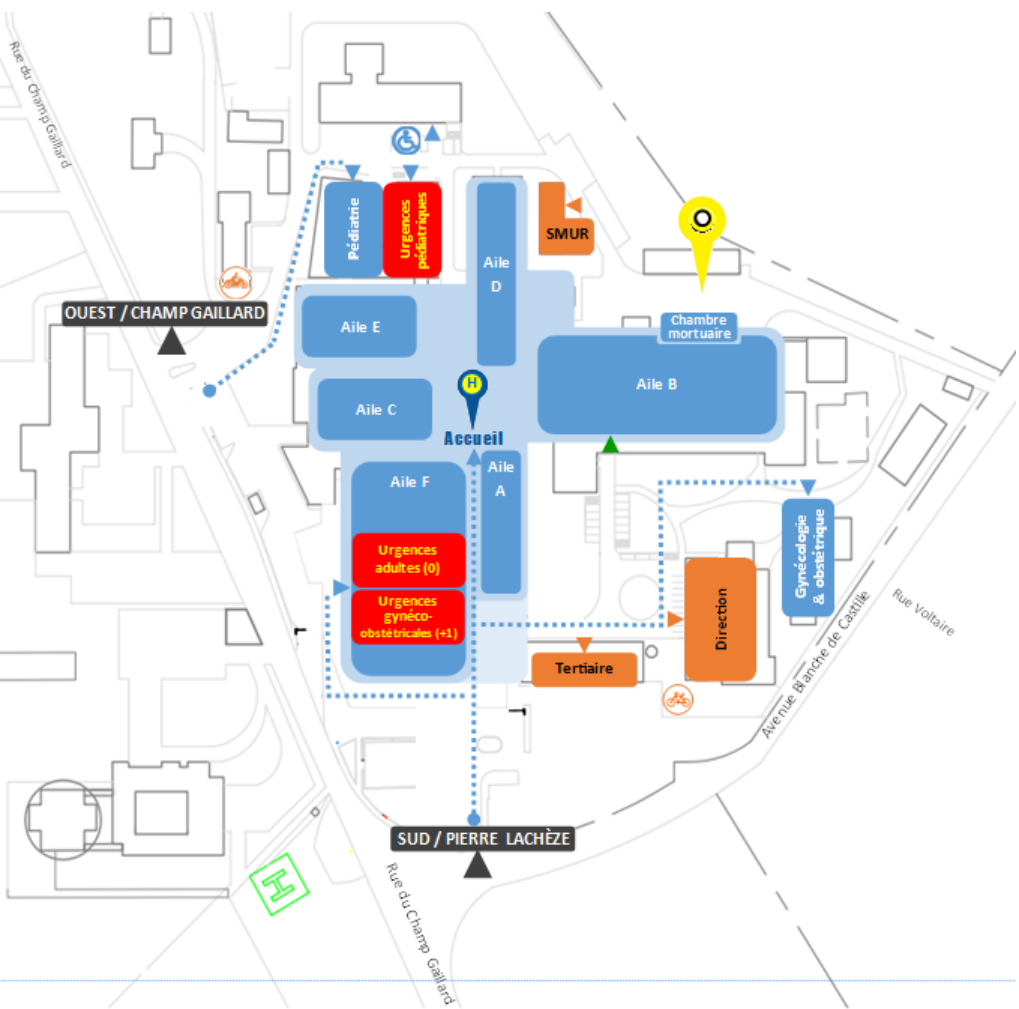 Rue du Champ Gaillard
Pédiatrie
Urgences
pédiatriques
Aile
D
SMUR
OUEST / CHAMP GAILLARD
Aile E
Chambre
mortuaire
Aile B
Aile C
H
Accueil
Aile F
Aile
A
Urgences
adultes (0)
Urgences
gynéco-
obstétricales (+1)
Gynécologie
& obstétrique
Direction
Tertiaire
Rue Voltaire
Avenue Blanche de Castille
SUD / PIERRE LACHÈZE
H
Rue du Champ Gaillard